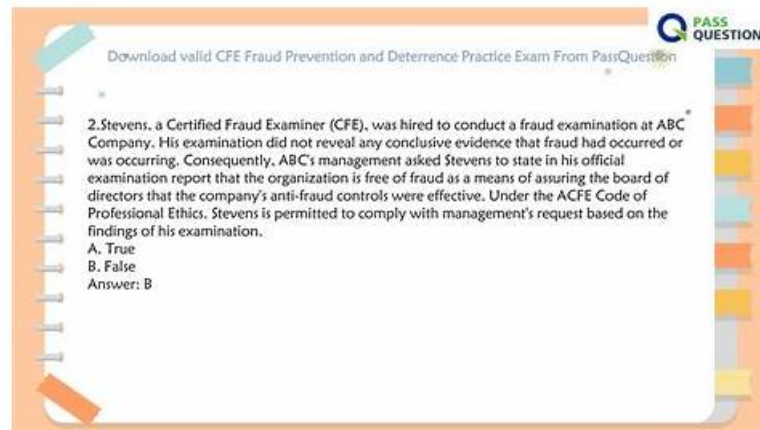 PASS
QUESTION
Download valid CFE Fraud Prevention and Deterrence Practice Exam From PassQuestion
2.Stevens, a Certified Fraud Examiner (CFE), was hired to conduct a fraud examination at ABC
Company. His examination did not reveal any conclusive evidence that fraud had occurred or
was occurring. Consequently, ABC's management asked Stevens to state in his official
examination report that the organization is free of fraud as a means of assuring the board of
directors that the company's anti-fraud controls were effective. Under the ACFE Code of
Professional Ethics, Stevens is permitted to comply with management's request based on the
findings of his examination.
A. True
B. False
Answer: B